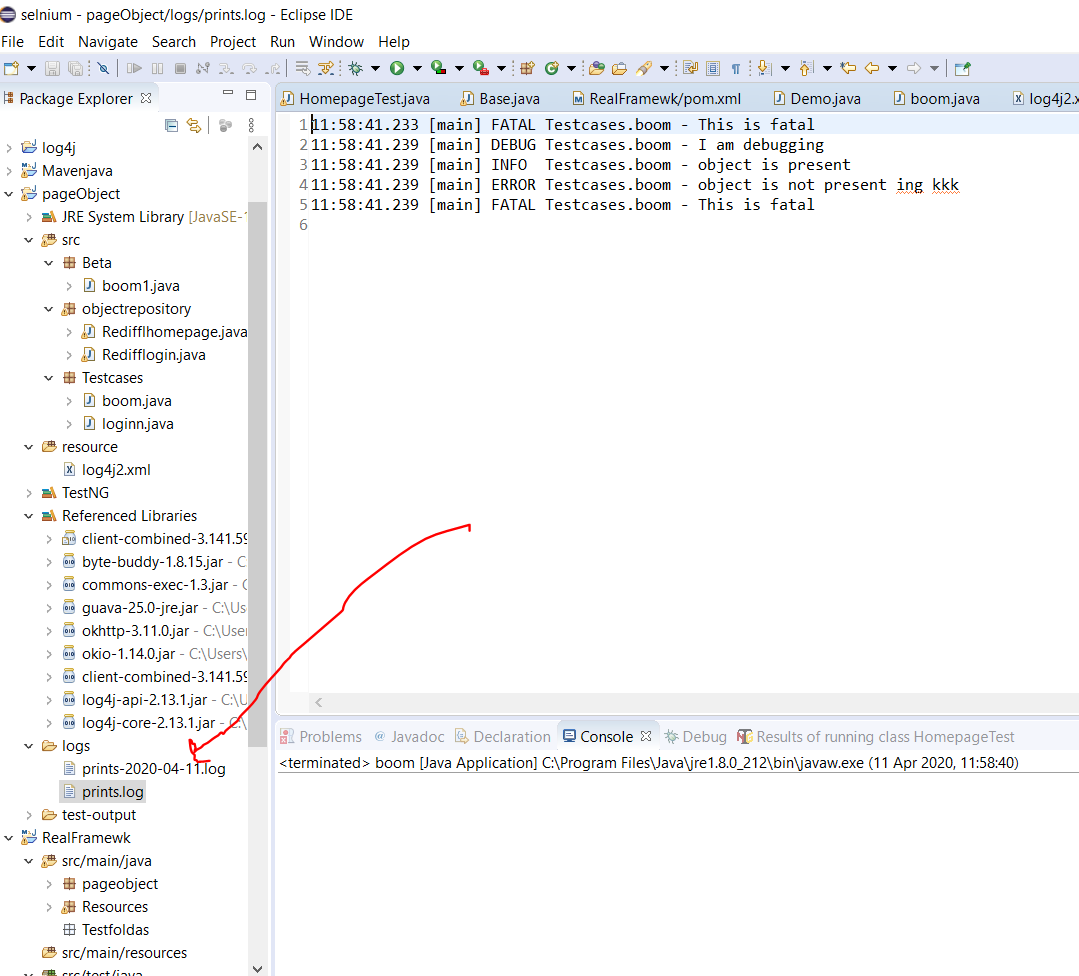 selnium - pageObject/logs/prints.log - Eclipse IDE
File Edit Navigate Search Project Run Window Help
Package Explorer
HomepageTest.java Base.java RealFramewk/pom.xml Demo.java boom.java log4j2.x
log4j
Mavenjava
pageObject
JRE System Library [JavaSE-1
src
Beta
boom1.java
objectrepository
Redifflhomepage.java
Redifflogin.java
Testcases
boom.java
loginn.java
resource
log4j2.xml
TestNG
Referenced Libraries
client-combined-3.141.59
byte-buddy-1.8.15.jar - C
commons-exec-1.3.jar - C
guava-25.0-jre.jar - C:\Us
okhttp-3.11.0.jar - C:\User
okio-1.14.0.jar - C:\Users\
client-combined-3.141.59
log4j-api-2.13.1.jar - C:\U
log4j-core-2.13.1.jar - C:\
logs
prints-2020-04-11.log
prints.log
test-output
RealFramewk
src/main/java
pageobject
Resources
Testfoldas
src/main/resources
src/test/java
1 11:58:41.233 [main] FATAL Testcases.boom - This is fatal
2 11:58:41.239 [main] DEBUG Testcases.boom - I am debugging
3 11:58:41.239 [main] INFO  Testcases.boom - object is present
4 11:58:41.239 [main] ERROR Testcases.boom - object is not present ing kkk
5 11:58:41.239 [main] FATAL Testcases.boom - This is fatal
6
Problems @ Javadoc Declaration Console Debug Results of running class HomepageTest
<terminated> boom [Java Application] C:\Program Files\Java\jre1.8.0_212\bin\javaw.exe (11 Apr 2020, 11:58:40)